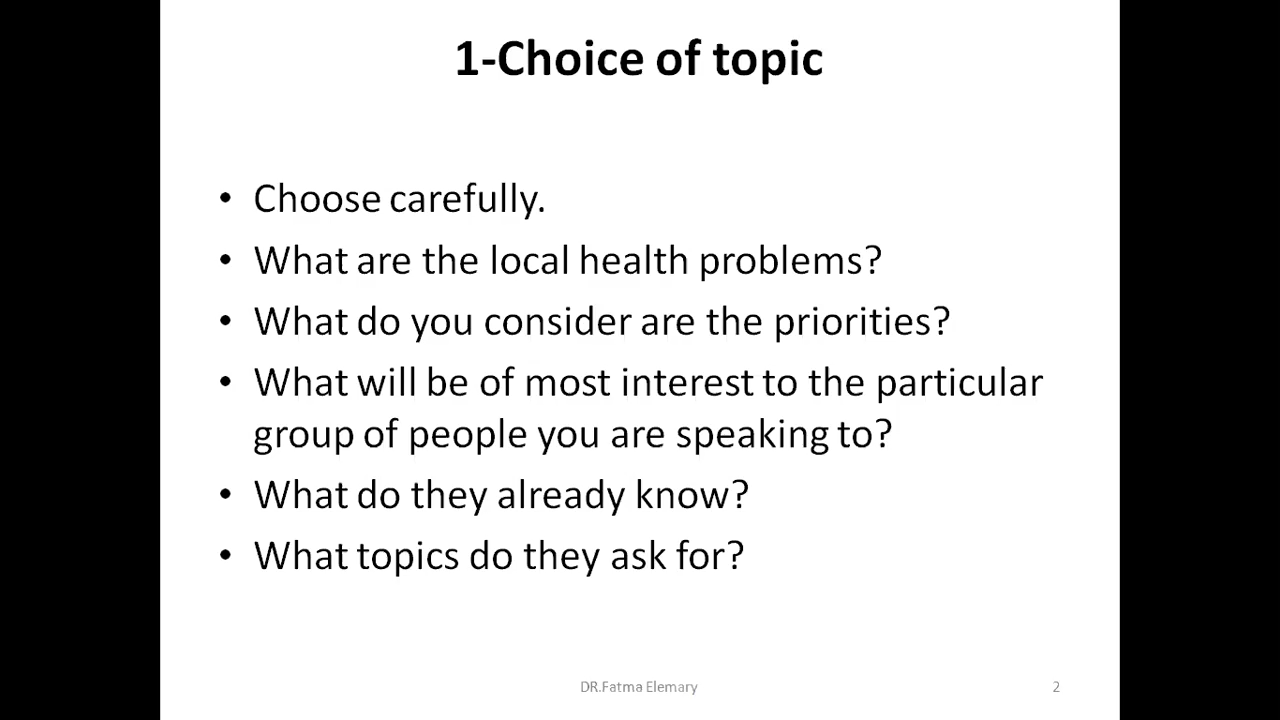 1-Choice of topic
• Choose carefully.
• What are the local health problems?
• What do you consider are the priorities?
• What will be of most interest to the particular
group of people you are speaking to?
• What do they already know?
• What topics do they ask for?
DR.Fatma Elemary
2